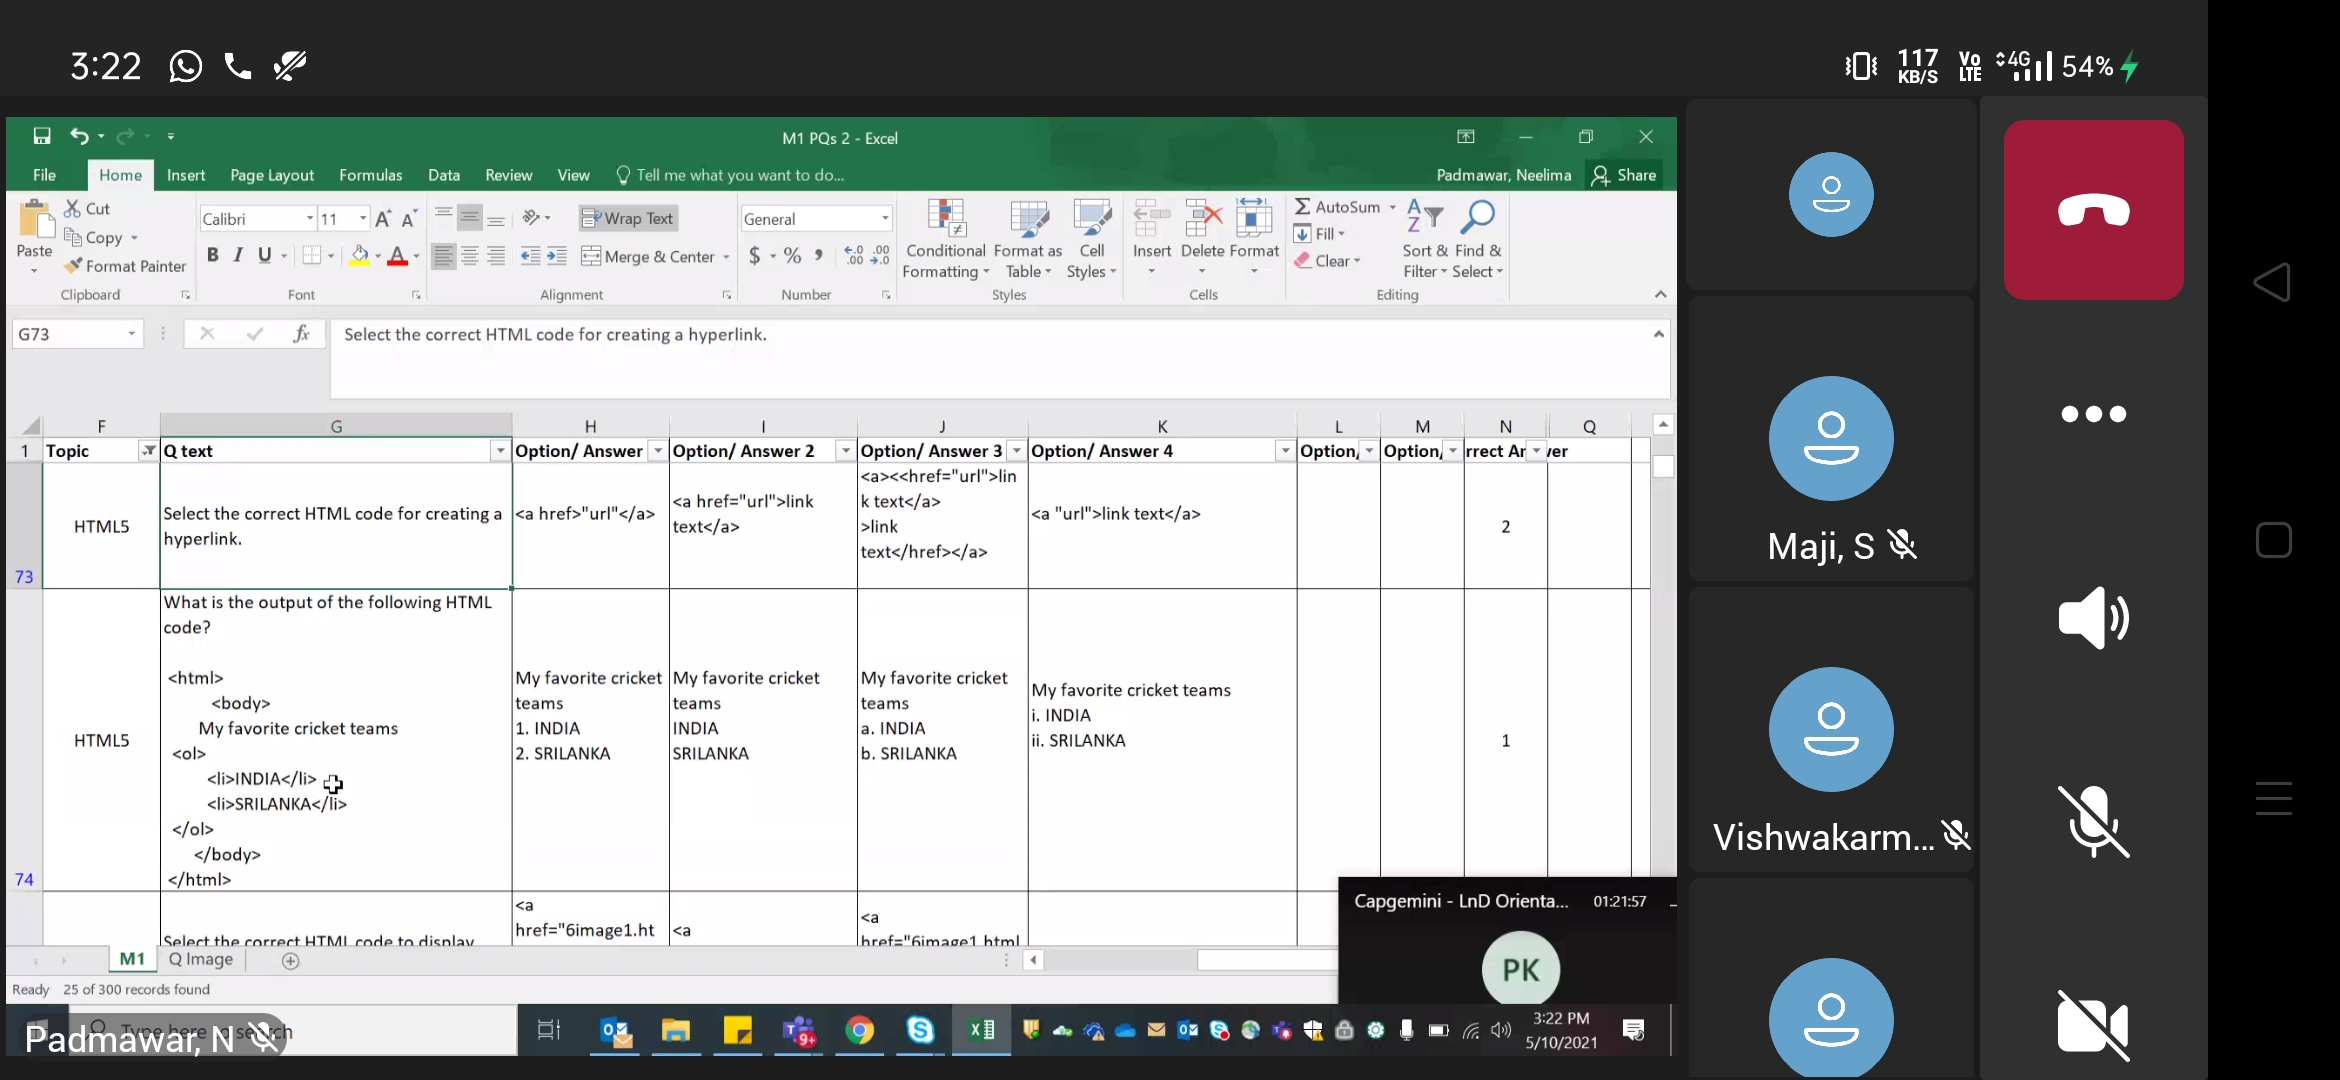 3:22
117
KB/S
Vo
LTE
4G
54%
M1 PQs 2 - Excel
File
Home
Insert
Page Layout
Formulas
Data
Review
View
Tell me what you want to do...
Padmawar, Neelima
Share
Cut
Copy
Format Painter
Paste
Clipboard
Calibri
11
B I U
Font
Wrap Text
Merge & Center
Alignment
General
$ % ,
Number
Conditional
Formatting
Format as
Table
Cell
Styles
Styles
Insert
Delete
Format
Cells
AutoSum
Fill
Clear
Sort &
Filter
Find &
Select
Editing
G73
fx
Select the correct HTML code for creating a hyperlink.
F G H I J K L M N Q
1 Topic Q text Option/ Answer Option/ Answer 2 Option/ Answer 3 Option/ Answer 4 Option, Option, rrect Ar ver
73
HTML5
Select the correct HTML code for creating a
hyperlink.
<a href>"url"</a>
<a href="url">link
text</a>
<a><<href="url">lin
k text</a>
>link
text</href></a>
<a "url">link text</a>
2
74
HTML5
What is the output of the following HTML
code?
<html>
<body>
My favorite cricket teams
<ol>
<li>INDIA</li>
<li>SRILANKA</li>
</ol>
</body>
</html>
My favorite cricket
teams
1. INDIA
2. SRILANKA
My favorite cricket
teams
INDIA
SRILANKA
My favorite cricket
teams
a. INDIA
b. SRILANKA
My favorite cricket teams
i. INDIA
ii. SRILANKA
1
Select the correct HTML code to display
<a
href="6image1.ht
<a
<a
href="6image1.html
M1
Q Image
Ready
25 of 300 records found
Capgemini - LnD Orienta...
01:21:57
PK
Type here to search
Padmawar, N
9+
3:22 PM
5/10/2021
Maji, S
Vishwakarm...